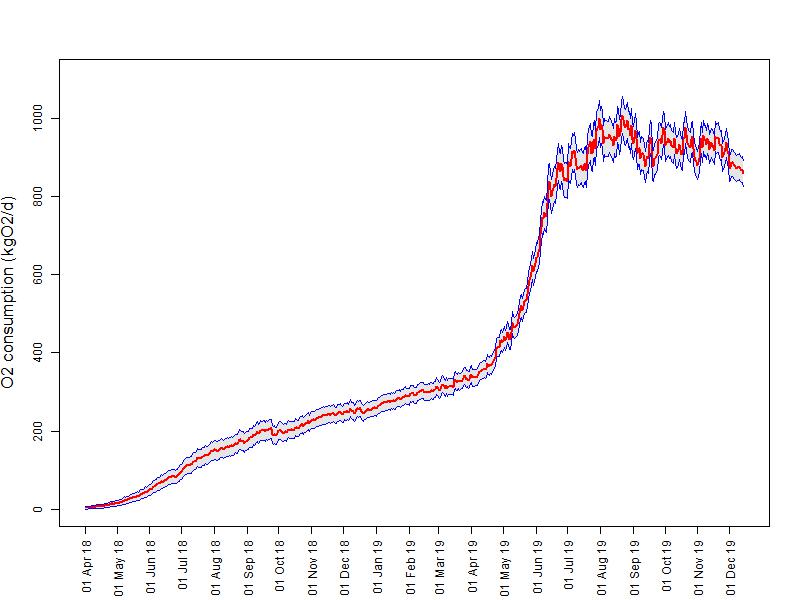 O2 consumption (kgO2/d)
1000
800
600
400
200
0
01 Apr 18
01 May 18
01 Jun 18
01 Jul 18
01 Aug 18
01 Sep 18
01 Oct 18
01 Nov 18
01 Dec 18
01 Jan 19
01 Feb 19
01 Mar 19
01 Apr 19
01 May 19
01 Jun 19
01 Jul 19
01 Aug 19
01 Sep 19
01 Oct 19
01 Nov 19
01 Dec 19